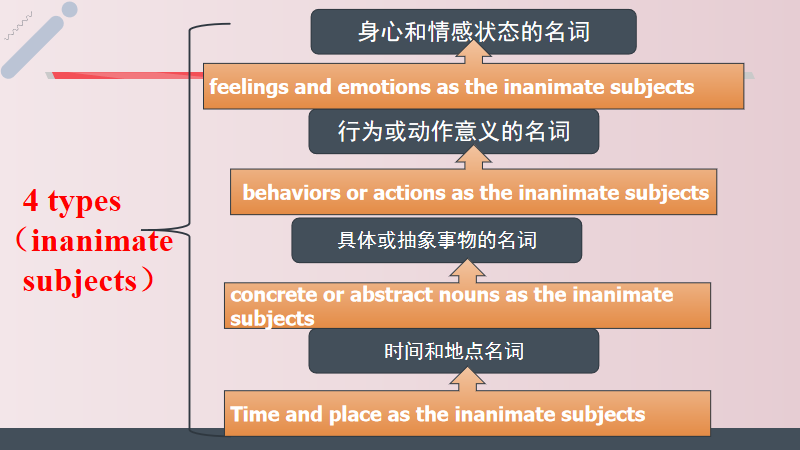 4 types
（inanimate
subjects）
身心和情感状态的名词
feelings and emotions as the inanimate subjects
行为或动作意义的名词
behaviors or actions as the inanimate subjects
具体或抽象事物的名词
concrete or abstract nouns as the inanimate
subjects
时间和地点名词
Time and place as the inanimate subjects